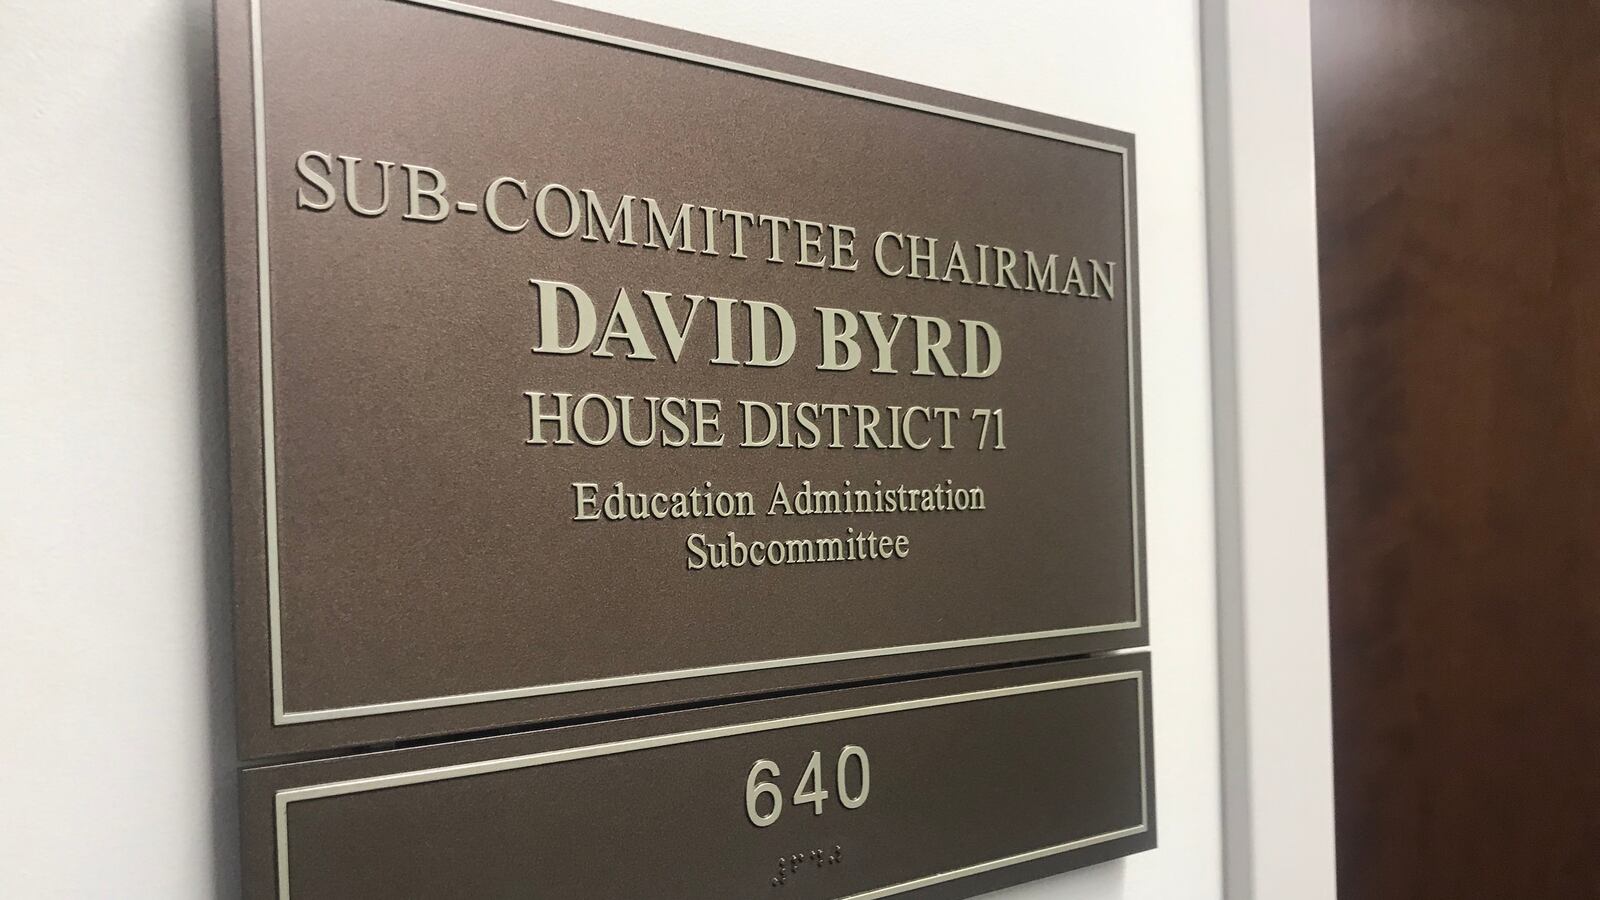 SUB-COMMITTEE CHAIRMAN
DAVID BYRD
HOUSE DISTRICT 71
Education Administration
Subcommittee
640